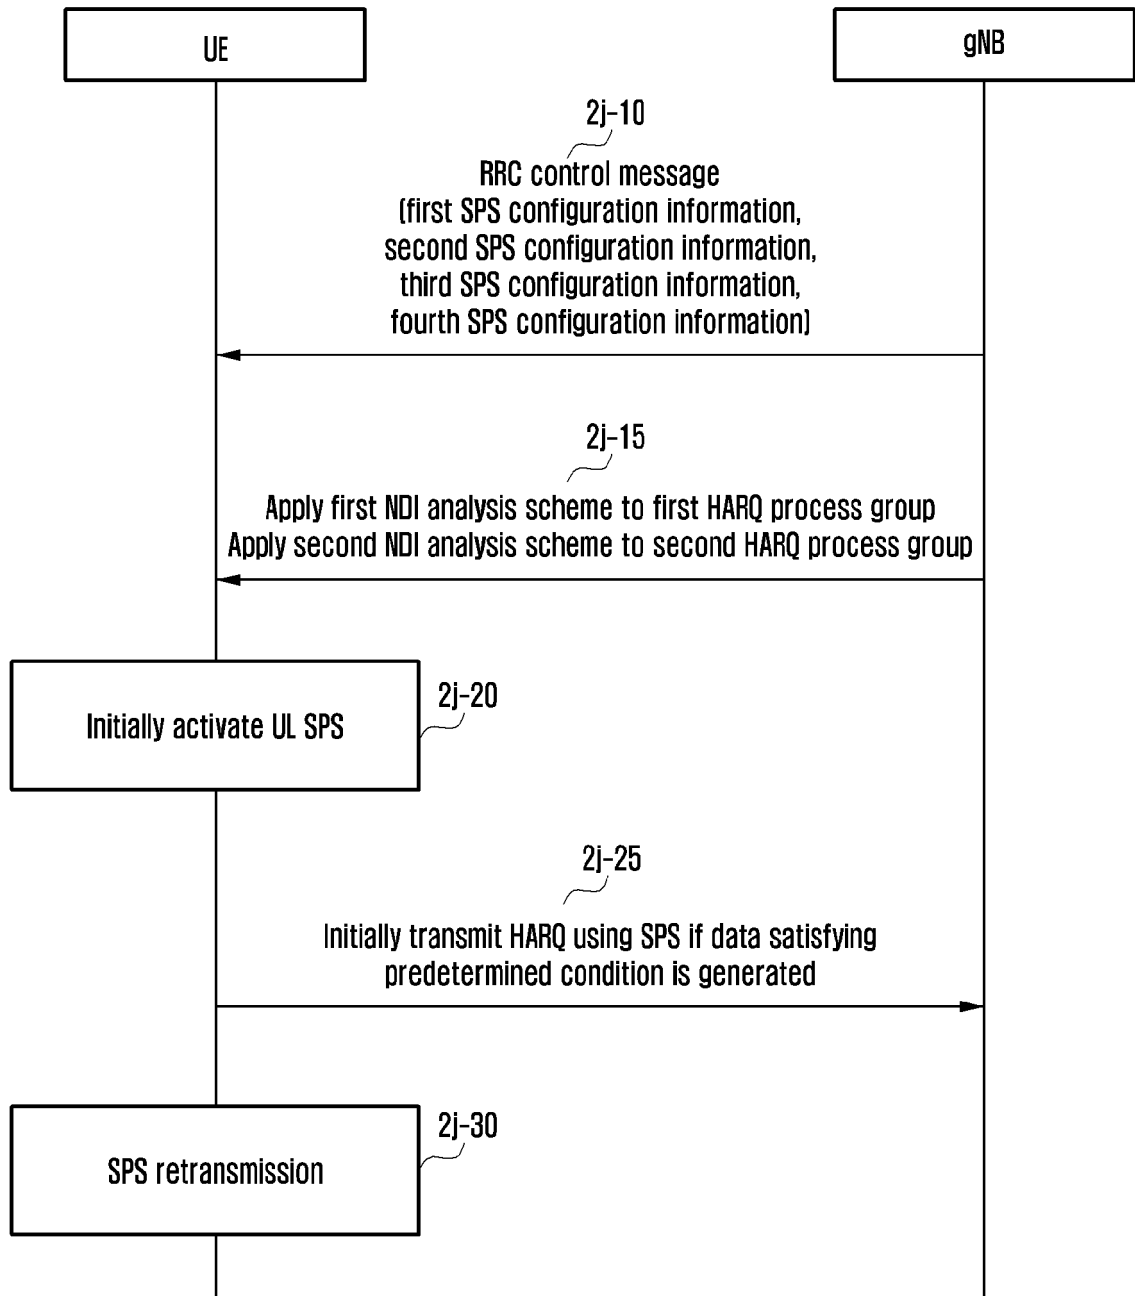 UE
gNB
2j-10
RRC control message
(first SPS configuration information,
second SPS configuration information,
third SPS configuration information,
fourth SPS configuration information)
2j-15
Apply first NDI analysis scheme to first HARQ process group
Apply second NDI analysis scheme to second HARQ process group
Initially activate UL SPS
2j-20
2j-25
Initially transmit HARQ using SPS if data satisfying
predetermined condition is generated
SPS retransmission
2j-30